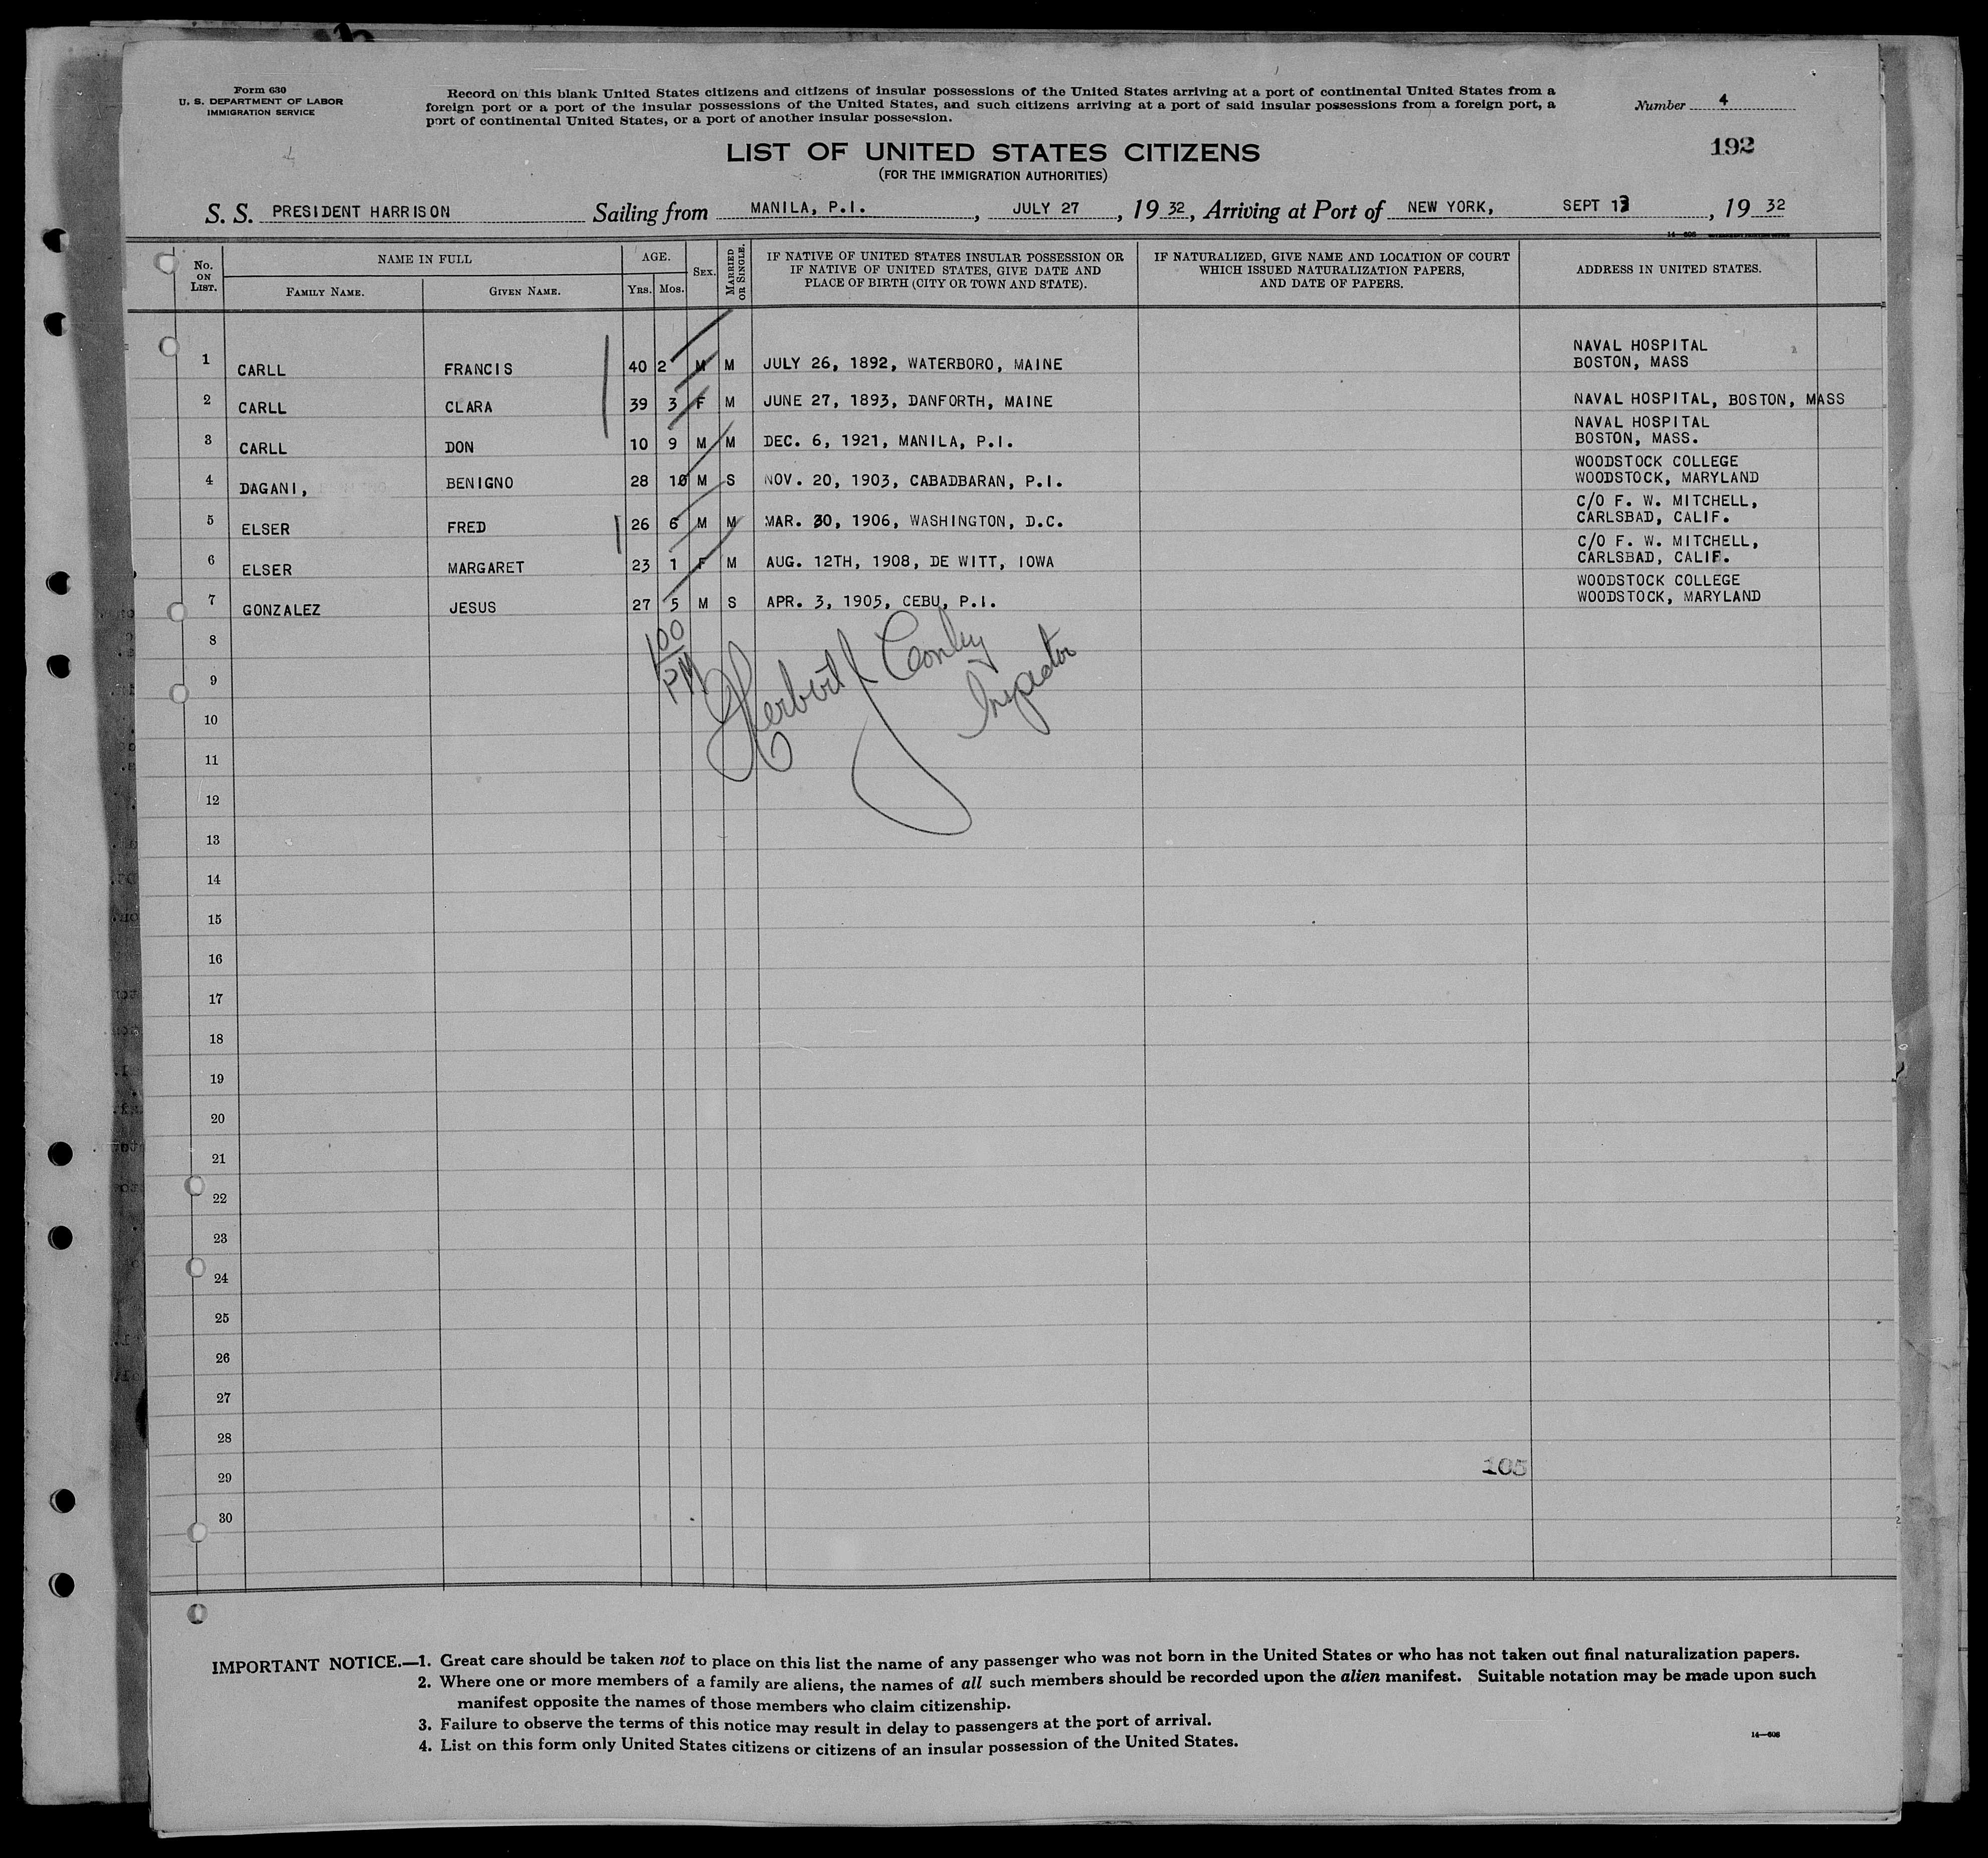 Form 630
U. S. DEPARTMENT OF LABOR
IMMIGRATION SERVICE
Record on this blank United States citizens and citizens of insular possessions of the United States arriving at a port of continental United States from a
foreign port or a port of the insular possessions of the United States, and such citizens arriving at a port of said insular possessions from a foreign port, a
port of continental United States, or a port of another insular possession.
Number 4
192
LIST OF UNITED STATES CITIZENS
(FOR THE IMMIGRATION AUTHORITIES)
S. S. PRESIDENT HARRISON Sailing from MANILA, P.I. , JULY 27 , 19 32, Arriving at Port of NEW YORK, SEPT 13 , 19 32
No. ON LIST. NAME IN FULL AGE. SEX. MARRIED OR SINGLE. IF NATIVE OF UNITED STATES INSULAR POSSESSION OR IF NATIVE OF UNITED STATES, GIVE DATE AND PLACE OF BIRTH (CITY OR TOWN AND STATE). IF NATURALIZED, GIVE NAME AND LOCATION OF COURT WHICH ISSUED NATURALIZATION PAPERS, AND DATE OF PAPERS. ADDRESS IN UNITED STATES.
FAMILY NAME. GIVEN NAME. YRS. MOS.
NAVAL HOSPITAL
1 CARLL FRANCIS 40 2 M M JULY 26, 1892, WATERBORO, MAINE BOSTON, MASS
2 CARLL CLARA 39 3 F M JUNE 27, 1893, DANFORTH, MAINE NAVAL HOSPITAL, BOSTON, MASS
NAVAL HOSPITAL
3 CARLL DON 10 9 M M DEC. 6, 1921, MANILA, P.I. BOSTON, MASS.
WOODSTOCK COLLEGE
4 DAGANI, BENIGNO 28 10 M S NOV. 20, 1903, CABADBARAN, P.I. WOODSTOCK, MARYLAND
C/O F. W. MITCHELL,
5 ELSER FRED 26 6 M M MAR. 30, 1906, WASHINGTON, D.C. CARLSBAD, CALIF.
C/O F. W. MITCHELL,
6 ELSER MARGARET 23 1 F M AUG. 12TH, 1908, DE WITT, IOWA CARLSBAD, CALIF.
WOODSTOCK COLLEGE
7 GONZALEZ JESUS 27 5 M S APR. 3, 1905, CEBU, P.I. WOODSTOCK, MARYLAND
8
100 PM Herbert J Conley Inspector
9
10
11
12
13
14
15
16
17
18
19
20
21
22
23
24
25
26
27
28
105
29
30
IMPORTANT NOTICE.—1. Great care should be taken not to place on this list the name of any passenger who was not born in the United States or who has not taken out final naturalization papers.
2. Where one or more members of a family are aliens, the names of all such members should be recorded upon the alien manifest. Suitable notation may be made upon such
manifest opposite the names of those members who claim citizenship.
3. Failure to observe the terms of this notice may result in delay to passengers at the port of arrival.
4. List on this form only United States citizens or citizens of an insular possession of the United States.
14—608